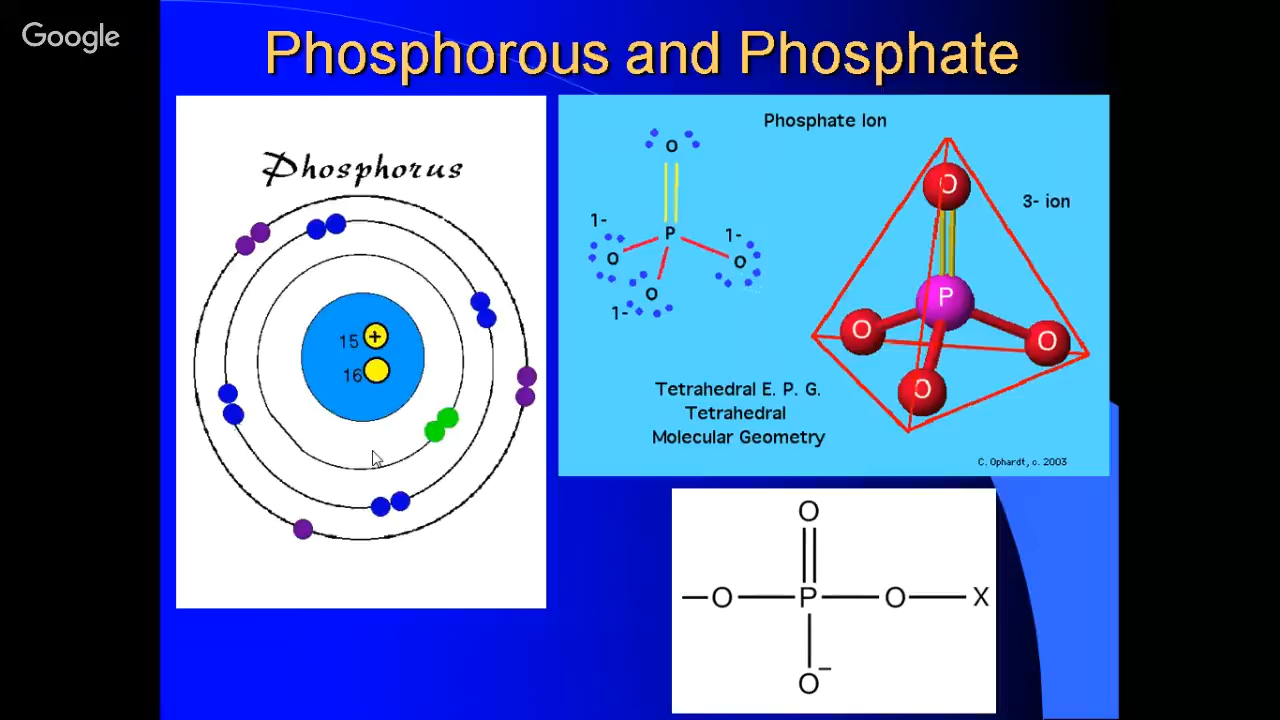 Google
Phosphorous and Phosphate
Phosphorus
15 +
16
Phosphate Ion
O
1-
P
1-
O
O
O
1-
O
3- ion
P
O
O
O
Tetrahedral E. P. G.
Tetrahedral
Molecular Geometry
C. Ophardt, c. 2003
O
—O—P—O—X
O−